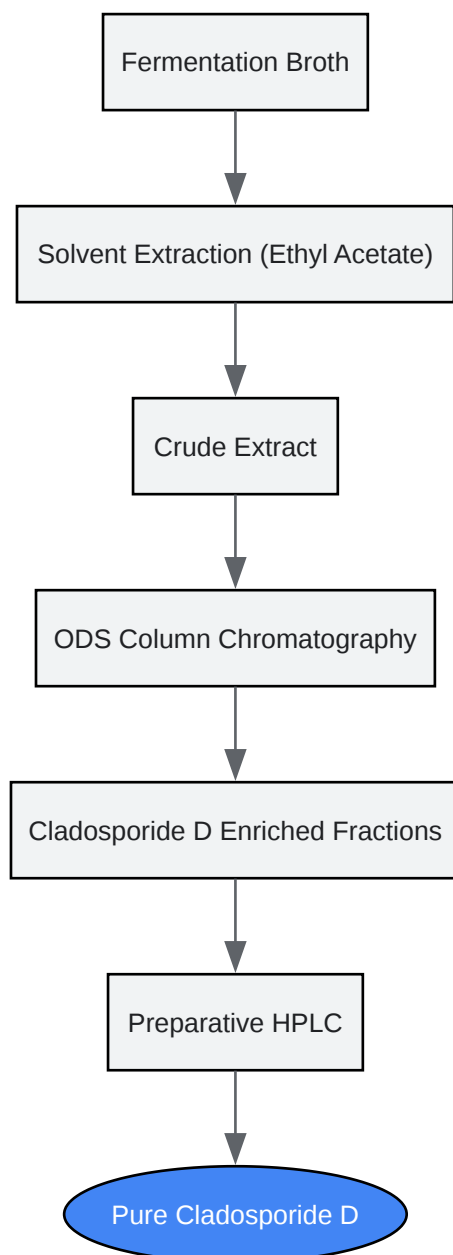 Fermentation Broth
Solvent Extraction (Ethyl Acetate)
Crude Extract
ODS Column Chromatography
Cladosporide D Enriched Fractions
Preparative HPLC
Pure Cladosporide D